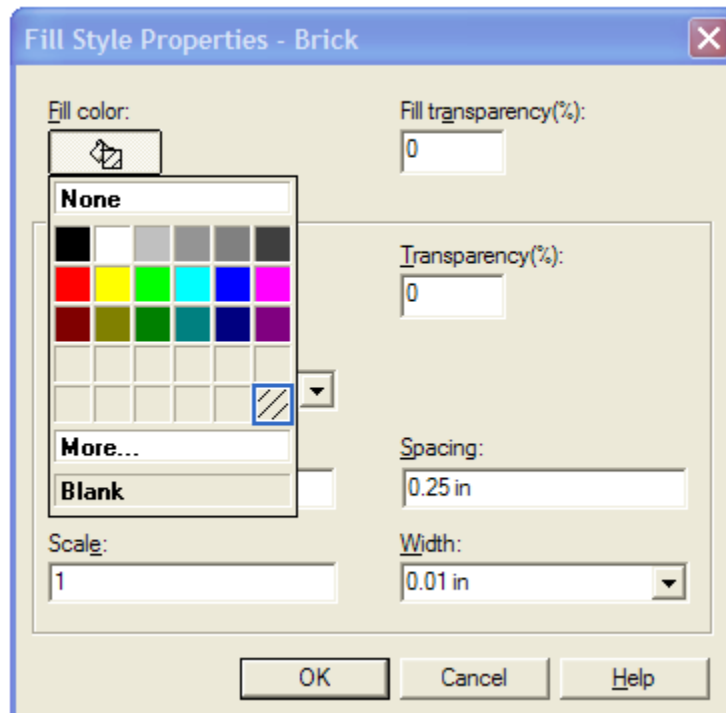 Fill Style Properties - Brick
Fill color:
Fill transparency(%):
0
None
Transparency(%):
0
More...
Blank
Spacing:
0.25 in
Scale:
1
Width:
0.01 in
OK
Cancel
Help